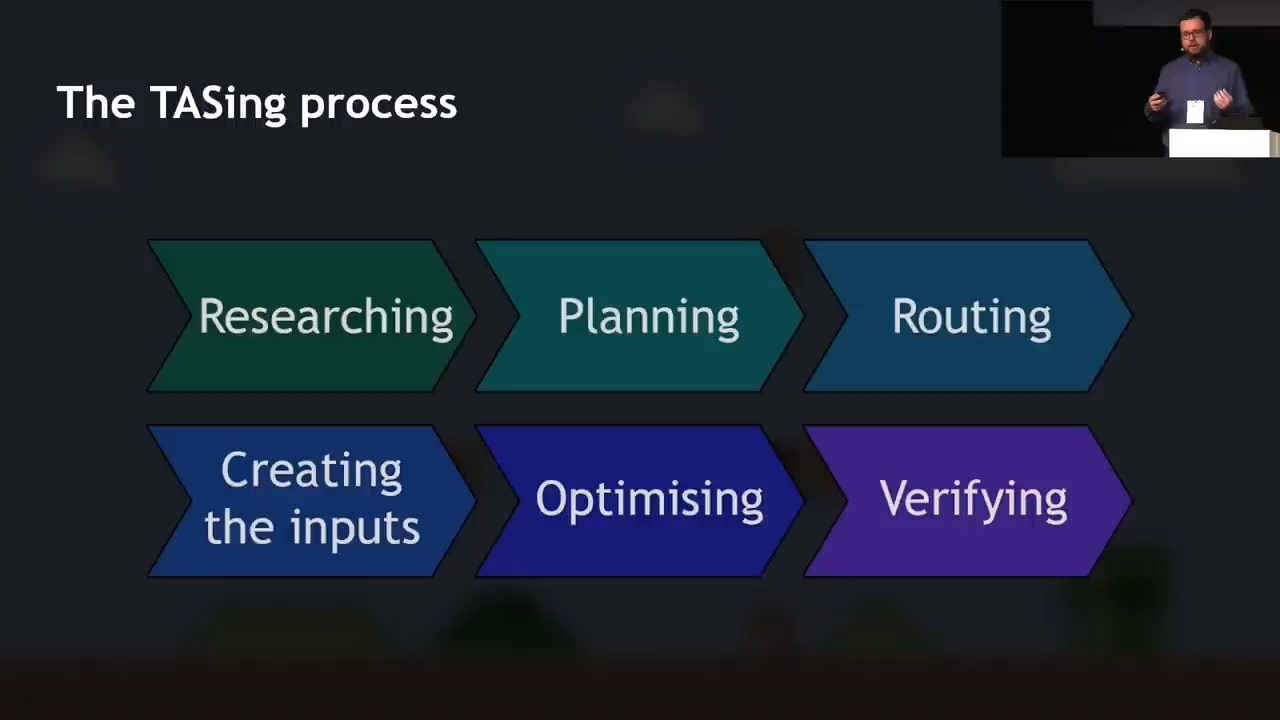 The TASing process
Researching
Planning
Routing
Creating
the inputs
Optimising
Verifying